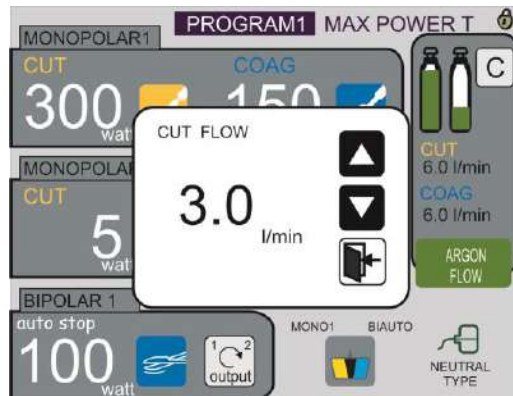 PROGRAM1 MAX POWER T
MONOPOLAR1
CUT
COAG
300
watt
150
C
CUT
6.0 l/min
COAG
6.0 l/min
ARGON
FLOW
CUT FLOW
3.0
l/min
MONOPOLA
CUT
5
wat
BIPOLAR 1
auto stop
100
watt
1 2
output
MONO1 BIAUTO
NEUTRAL
TYPE